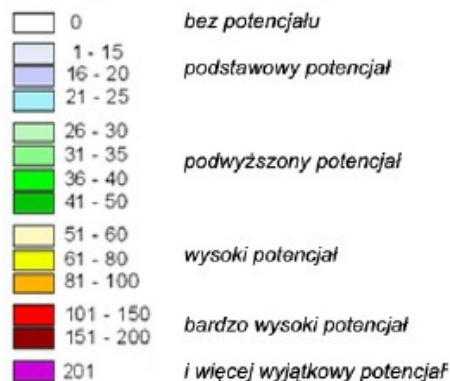 0 bez potencjału
1 - 15
16 - 20 podstawowy potencjał
21 - 25
26 - 30
31 - 35 podwyższony potencjał
36 - 40
41 - 50
51 - 60
61 - 80 wysoki potencjał
81 - 100
101 - 150 bardzo wysoki potencjał
151 - 200
201 i więcej wyjątkowy potencjał